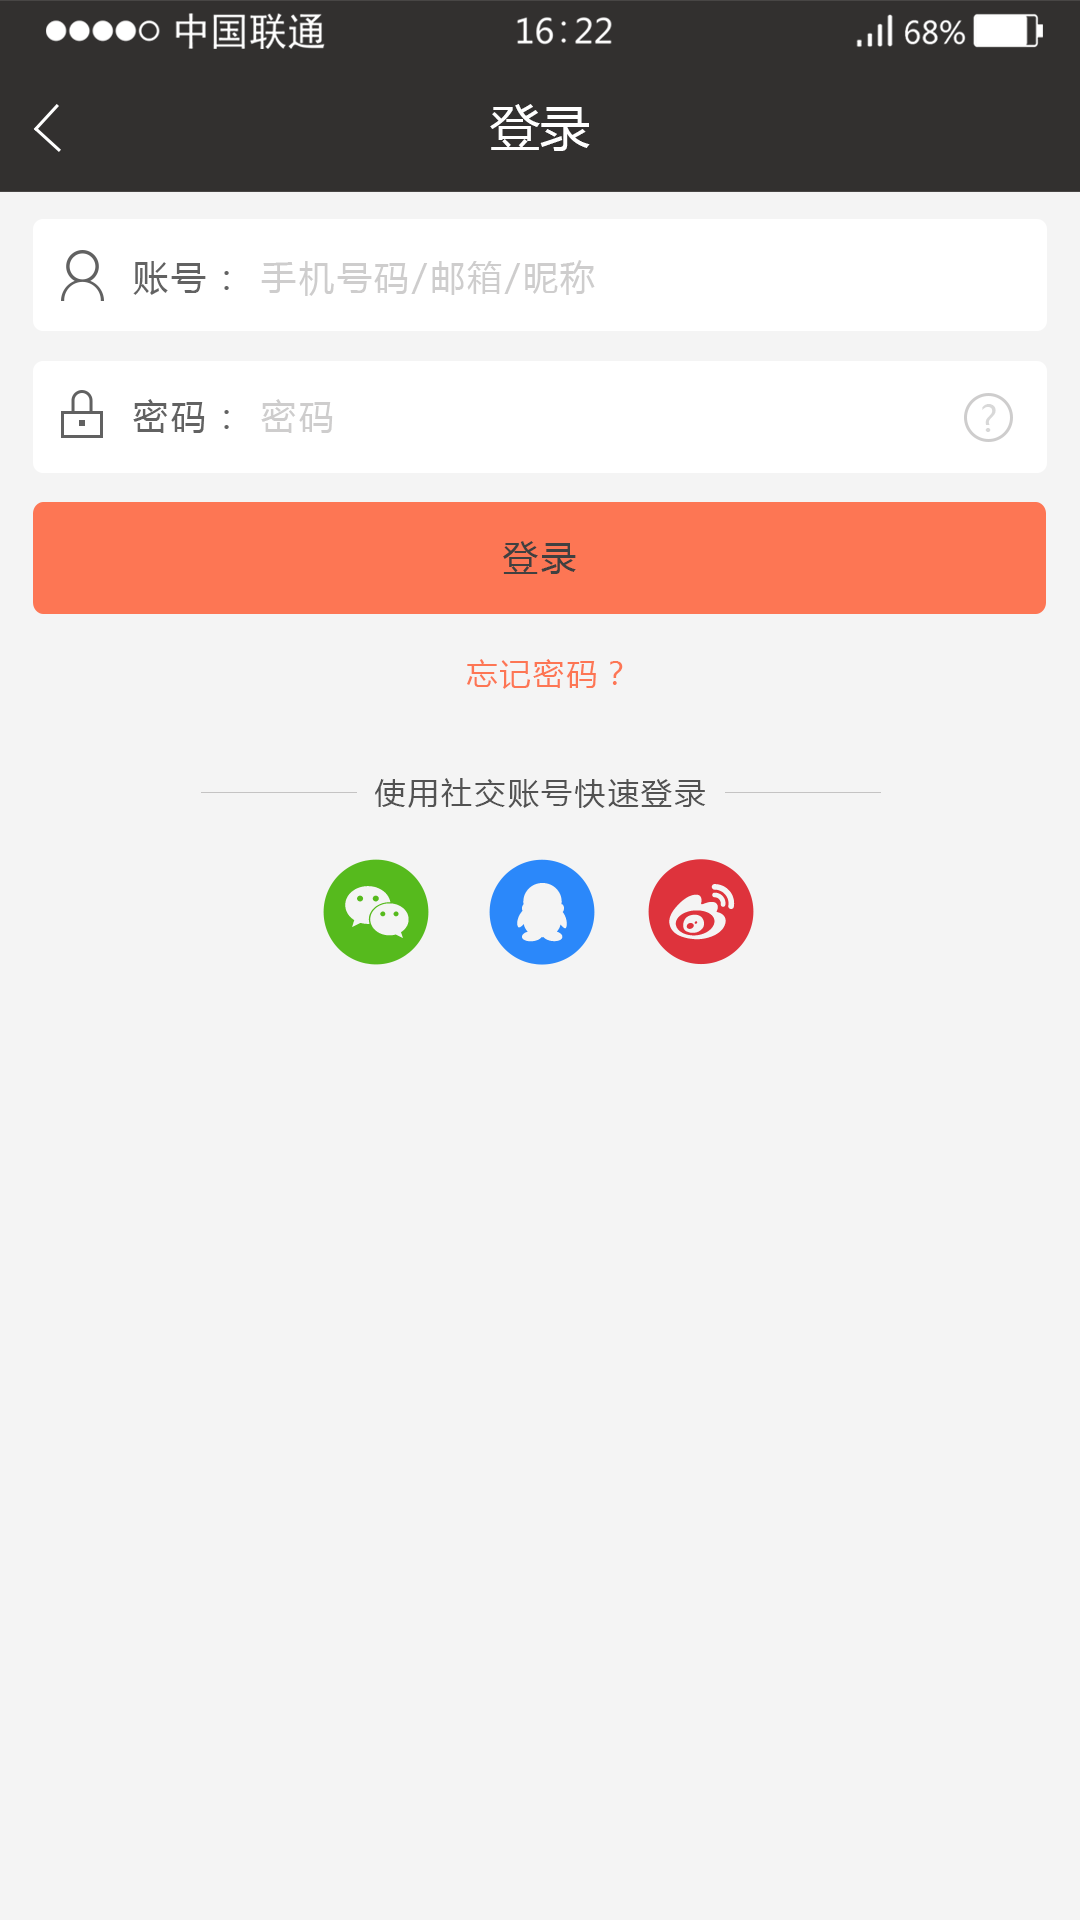 中国联通 16:22 68%
登录
账号： 手机号码/邮箱/昵称
密码： 密码 ?
登录
忘记密码？
使用社交账号快速登录